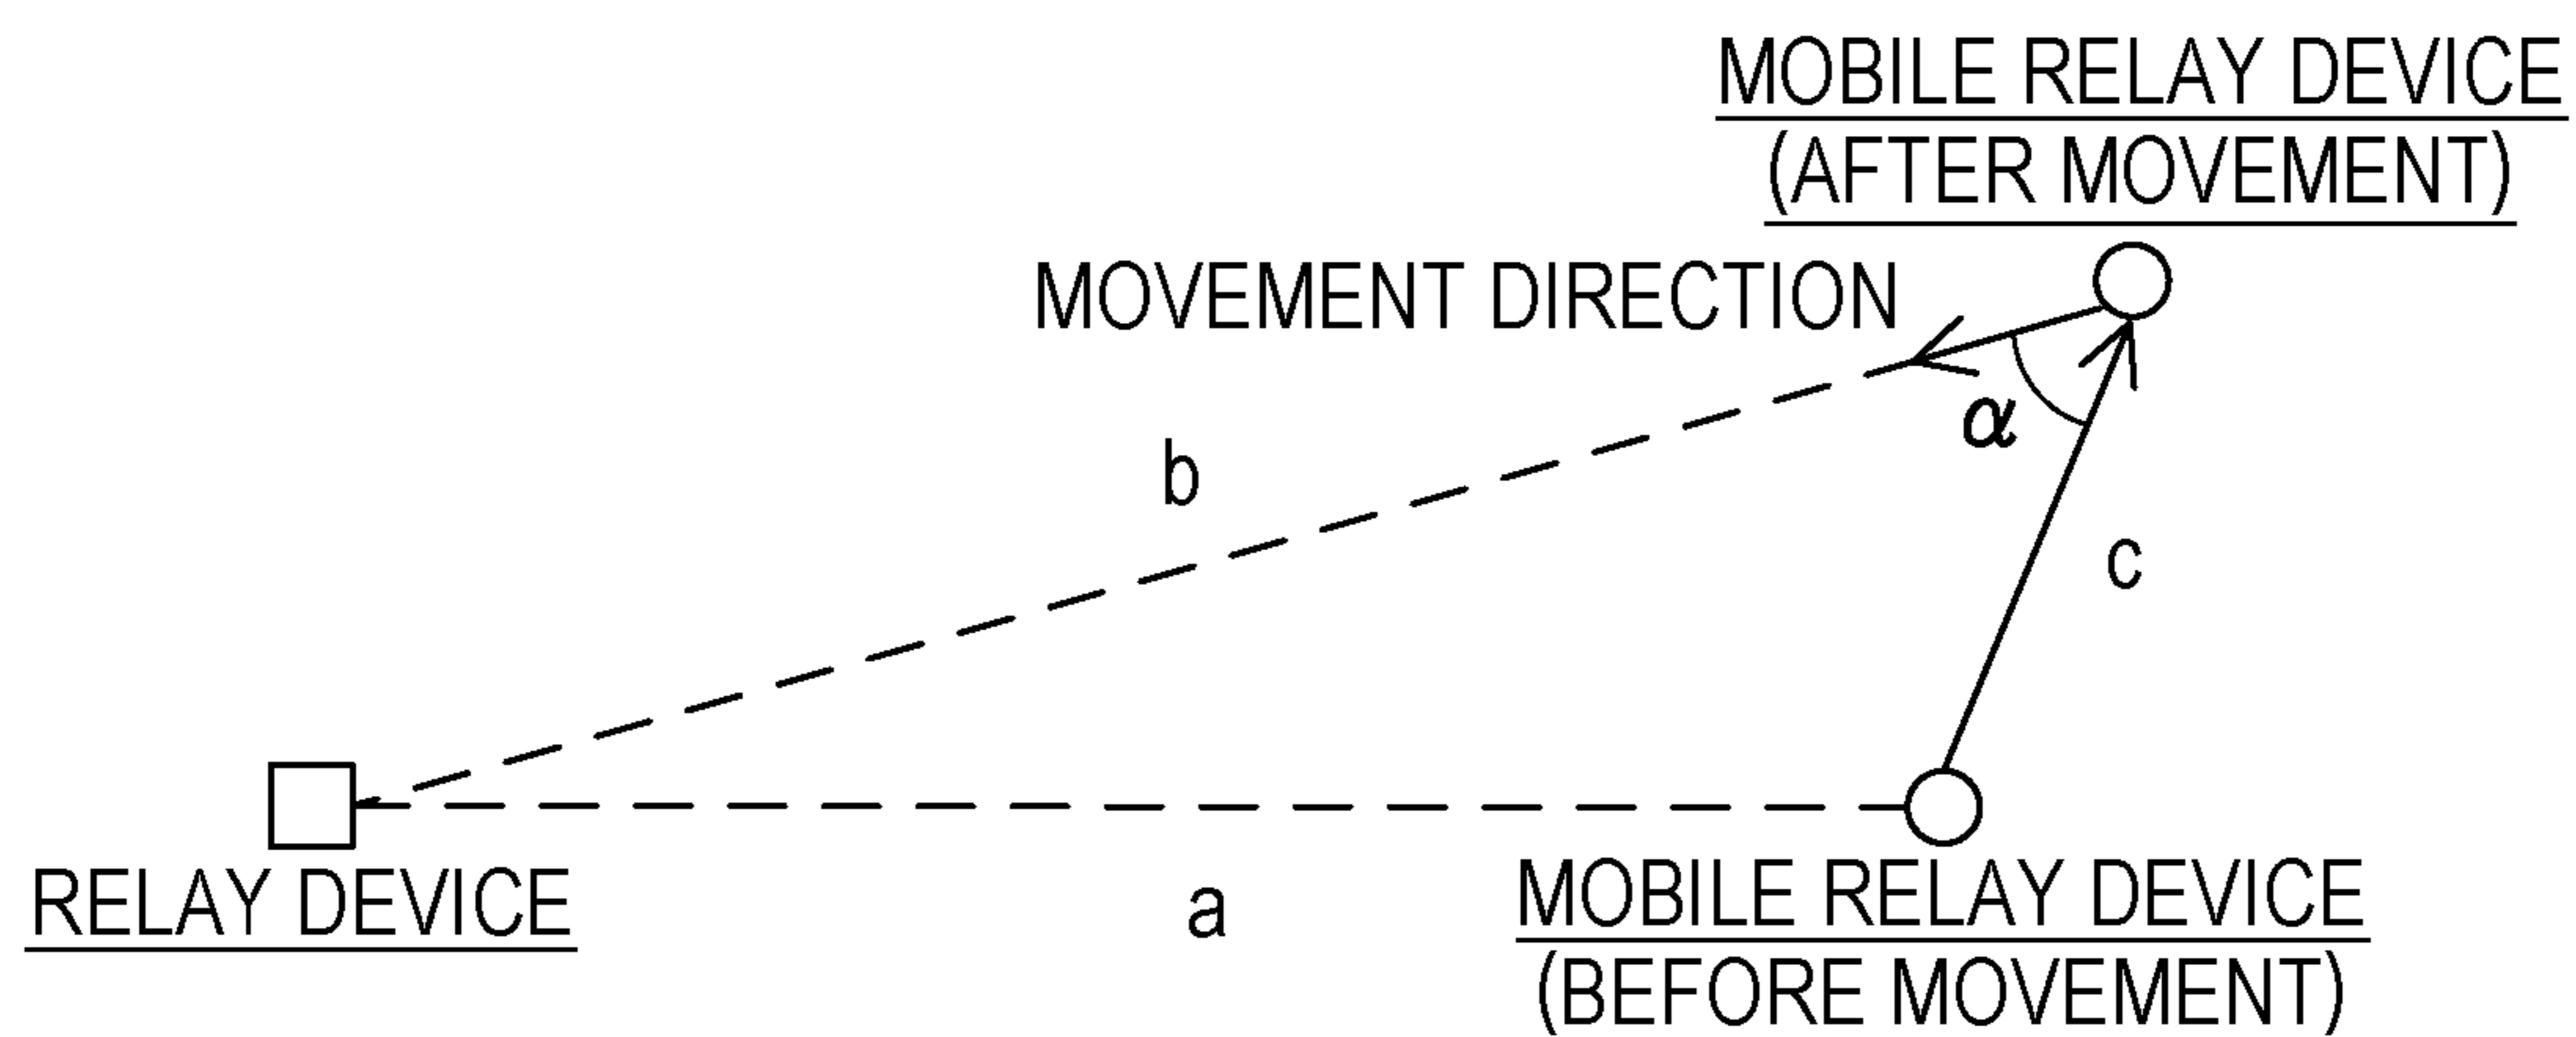 MOBILE RELAY DEVICE
(AFTER MOVEMENT)
MOVEMENT DIRECTION
α
b
c
RELAY DEVICE
a
MOBILE RELAY DEVICE
(BEFORE MOVEMENT)